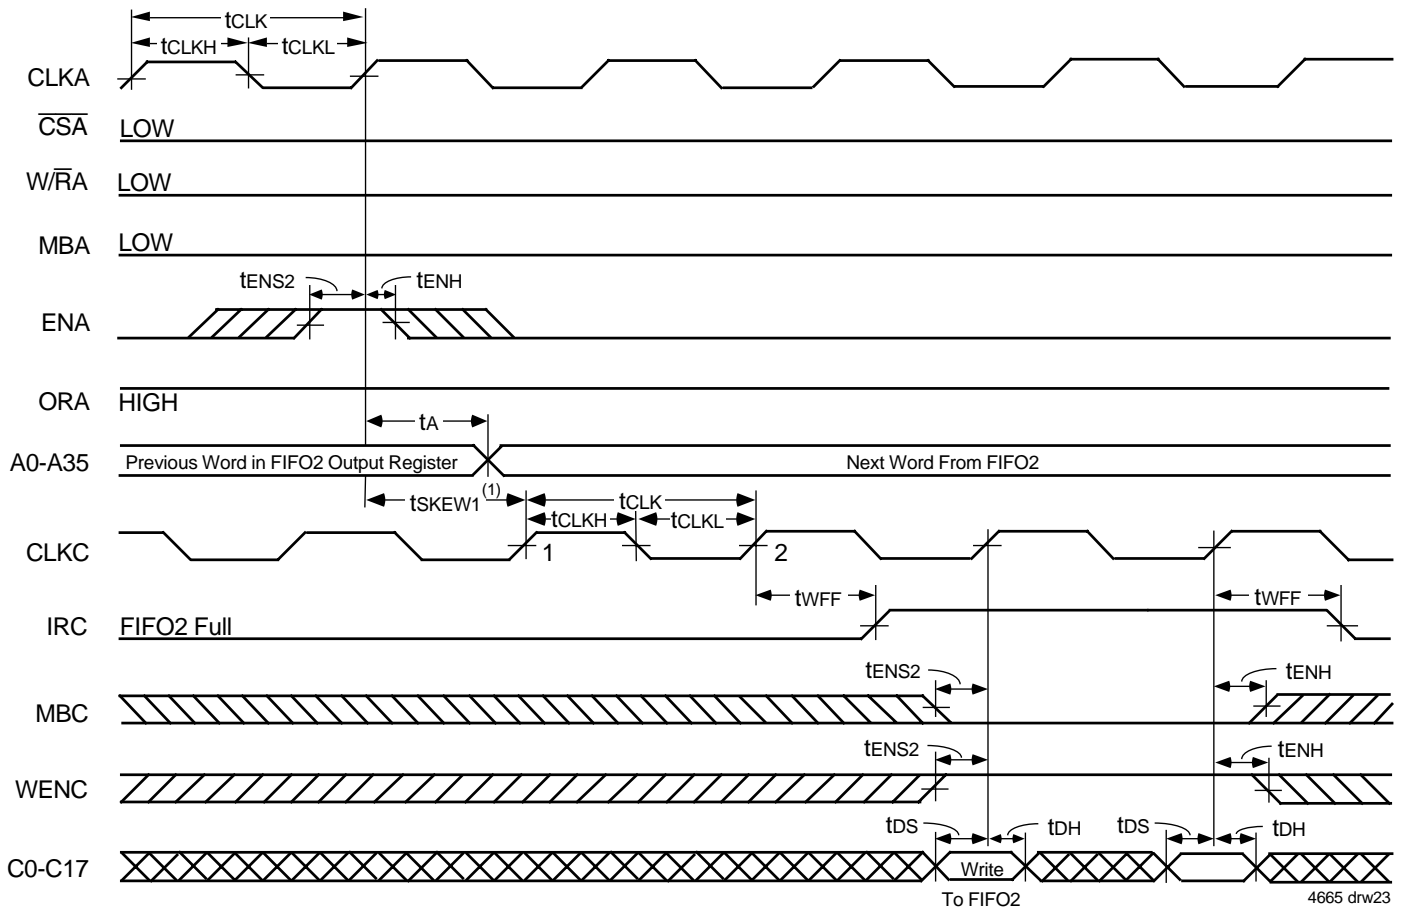 tCLK
tCLKH tCLKL
CLKA
CSA LOW
W/RA LOW
MBA LOW
tENS2 tENH
ENA
ORA HIGH
tA
A0-A35 Previous Word in FIFO2 Output Register Next Word From FIFO2
tSKEW1(1) tCLK
tCLKH tCLKL
CLKC 1 2
tWFF tWFF
IRC FIFO2 Full
tENS2 tENH
MBC
tENS2 tENH
WENC
tDS tDH tDS tDH
C0-C17 Write
To FIFO2 4665 drw23